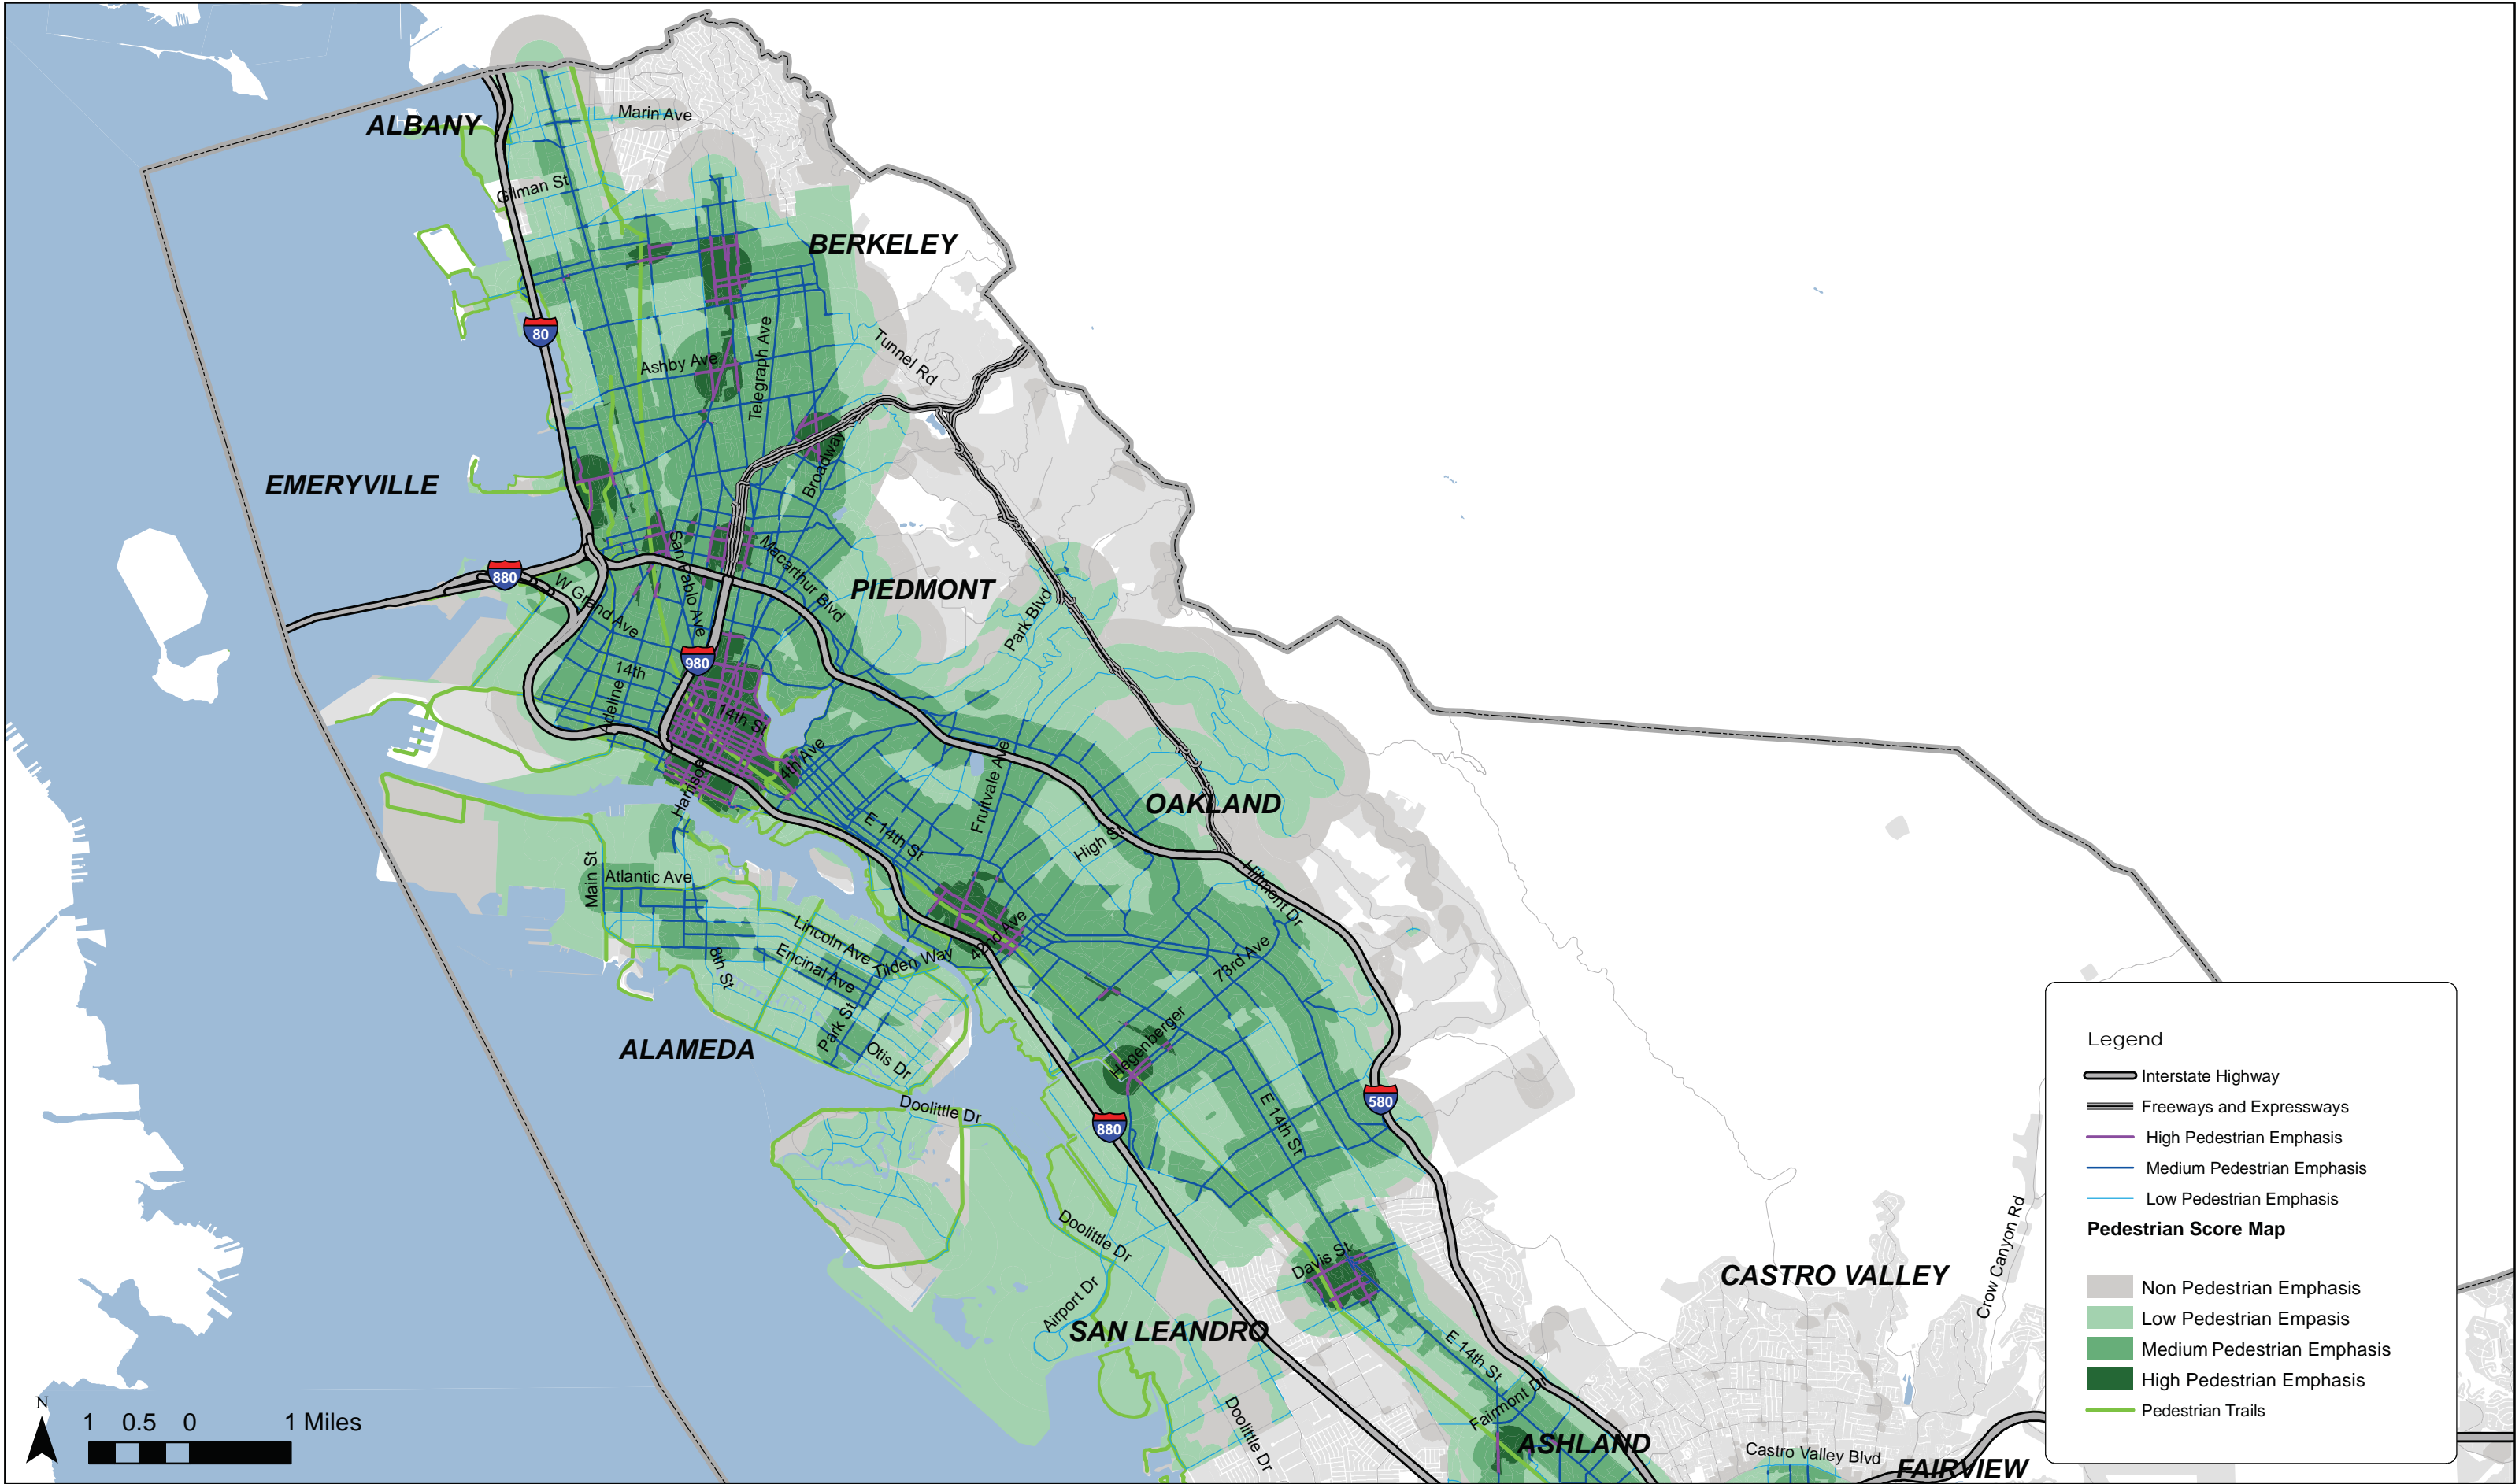 ALBANY
Marin Ave
Gilman St
BERKELEY
80
Tunnel Rd
Ashby Ave
Telegraph Ave
Broadway
EMERYVILLE
San Pablo Ave
Macarthur Blvd
880
W Grand Ave
PIEDMONT
Park Blvd
980
14th
Adeline
14th St
4th Ave
Fruitvale Ave
OAKLAND
E 14th St
High St
Main St
Atlantic Ave
Hillmont Dr
Lincoln Ave
42nd Ave
8th St
Encinal Ave
Tilden Way
73rd Ave
Park St
Otis Dr
ALAMEDA
Hegenberger
Doolittle Dr
580
880
E 14th St
Doolittle Dr
Davis St
Airport Dr
SAN LEANDRO
CASTRO VALLEY
Crow Canyon Rd
E 14th St
Fairmont Dr
Doolittle Dr
ASHLAND
Castro Valley Blvd
FAIRVIEW
N
1 0.5 0 1 Miles
Legend
Interstate Highway
Freeways and Expressways
High Pedestrian Emphasis
Medium Pedestrian Emphasis
Low Pedestrian Emphasis
Pedestrian Score Map
Non Pedestrian Emphasis
Low Pedestrian Empasis
Medium Pedestrian Emphasis
High Pedestrian Emphasis
Pedestrian Trails